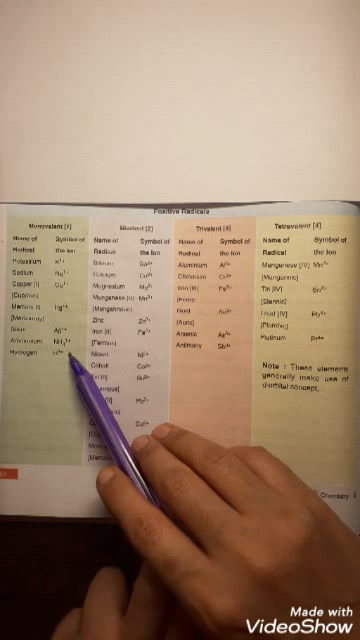 Positive Radicals
Monovalent [1]
Name of Symbol of
Radical the Ion
Potassium K¹⁺
Sodium Na¹⁺
Copper [I] Cu¹⁺
[Cuprous]
Mercury [I] Hg¹⁺
[Mercurous]
Silver Ag¹⁺
Ammonium NH₄¹⁺
Hydrogen H¹⁺
Bivalent [2]
Name of Symbol of
Radical the Ion
Barium Ba²⁺
Calcium Ca²⁺
Magnesium Mg²⁺
Manganese [II] Mn²⁺
[Manganous]
Zinc Zn²⁺
Iron [II] Fe²⁺
[Ferrous]
Nickel Ni²⁺
Cobalt Co²⁺
[II] Sn²⁺
[II] Pb²⁺
Cu²⁺
Trivalent [3]
Name of Symbol of
Radical the Ion
Aluminium Al³⁺
Chromium Cr³⁺
Iron [III] Fe³⁺
[Ferric]
Gold Au³⁺
[Auric]
Arsenic As³⁺
Antimony Sb³⁺
Tetravalent [4]
Name of Symbol of
Radical the Ion
Manganese [IV] Mn⁴⁺
[Manganic]
Tin [IV] Sn⁴⁺
[Stannic]
Lead [IV] Pb⁴⁺
[Plumbic]
Platinum Pt⁴⁺
Note : These elements
generally make use of
d-orbital concept.
Chemistry
Made with
VideoShow